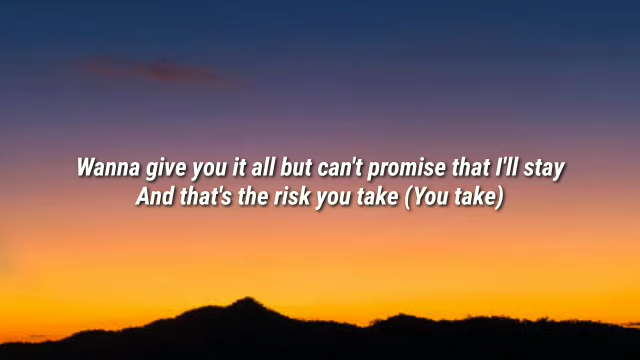 Wanna give you it all but can't promise that I'll stay
And that's the risk you take (You take)